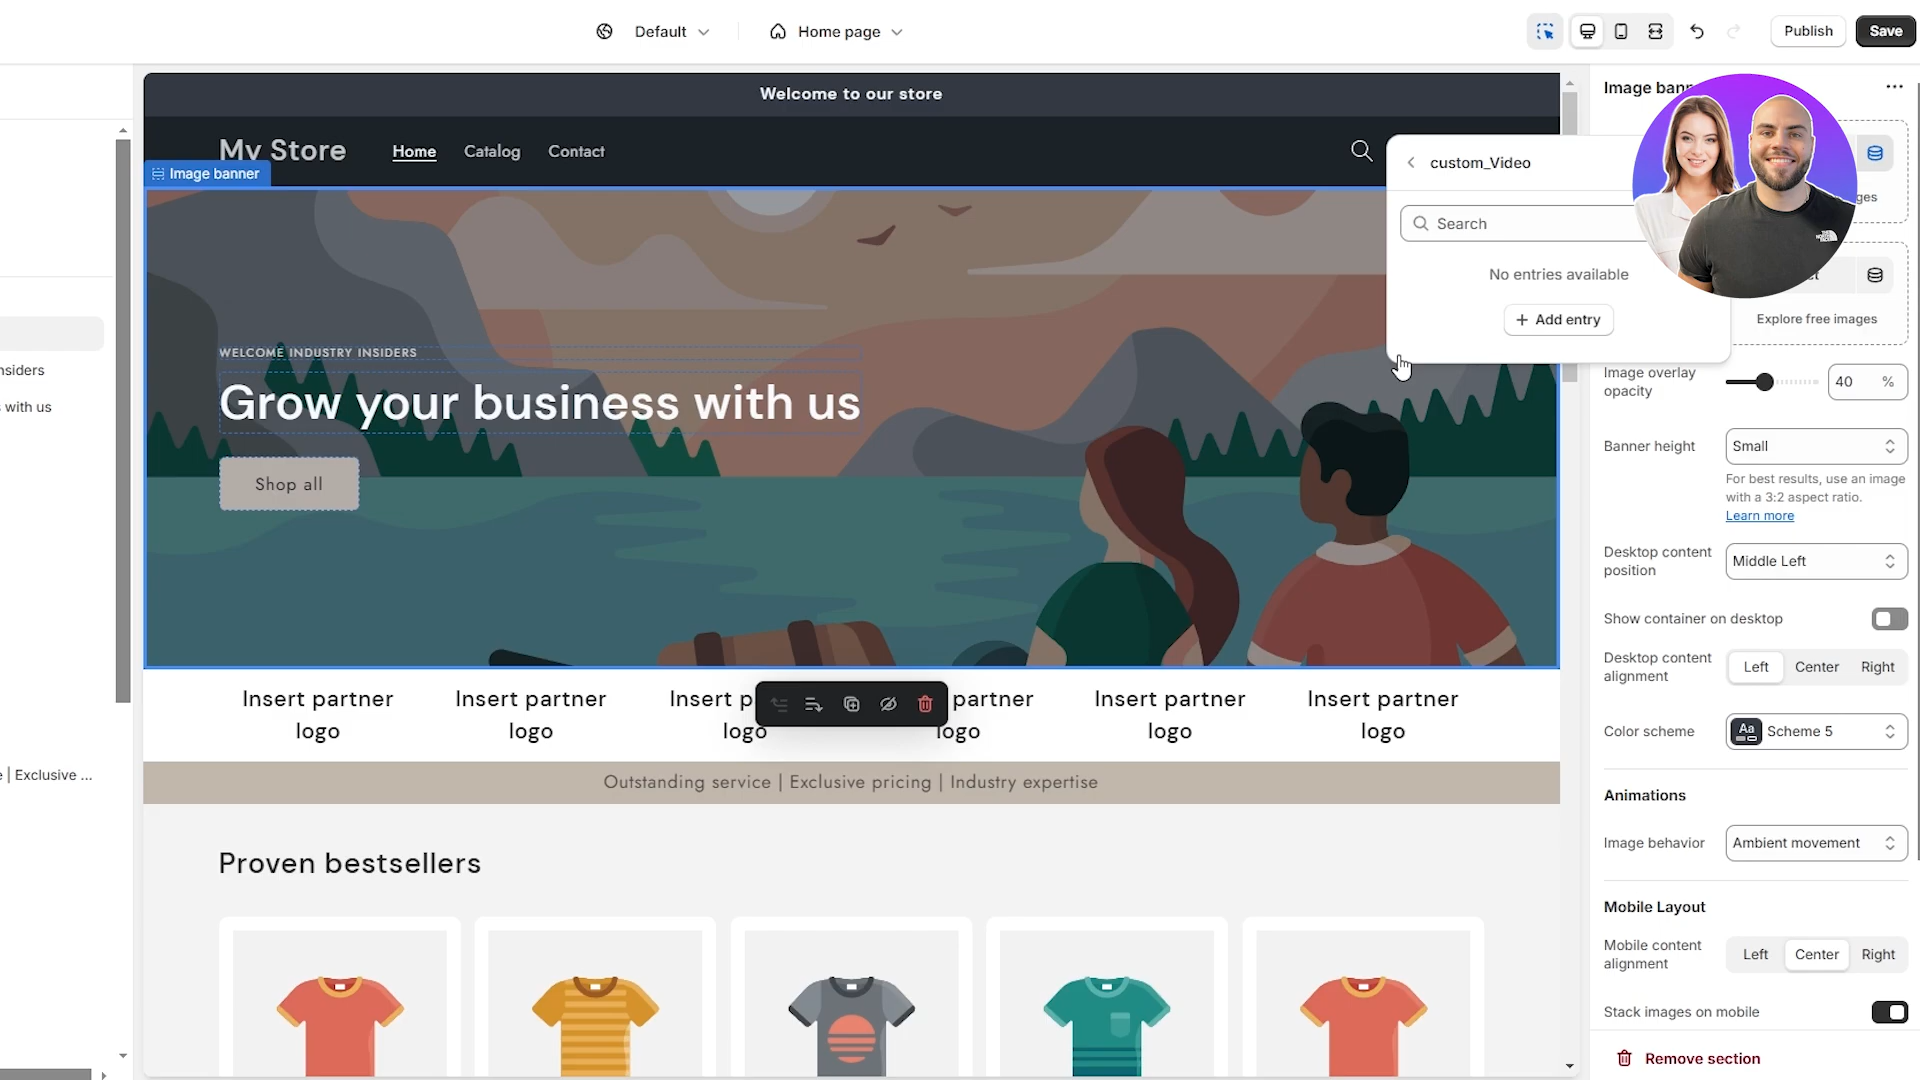 Default
Home page
Publish
Save
Welcome to our store
My Store
Home
Catalog
Contact
Image banner
WELCOME INDUSTRY INSIDERS
Grow your business with us
Shop all
Insert partner
logo
Insert partner
logo
Insert p
logo
partner
logo
Insert partner
logo
Insert partner
logo
Outstanding service | Exclusive pricing | Industry expertise
Proven bestsellers
nsiders
with us
| Exclusive ...
custom_Video
Search
No entries available
+ Add entry
Image bann
ges
Explore free images
Image overlay
opacity
40 %
Banner height
Small
For best results, use an image
with a 3:2 aspect ratio.
Learn more
Desktop content
position
Middle Left
Show container on desktop
Desktop content
alignment
Left
Center
Right
Color scheme
Aa
Scheme 5
Animations
Image behavior
Ambient movement
Mobile Layout
Mobile content
alignment
Left
Center
Right
Stack images on mobile
Remove section